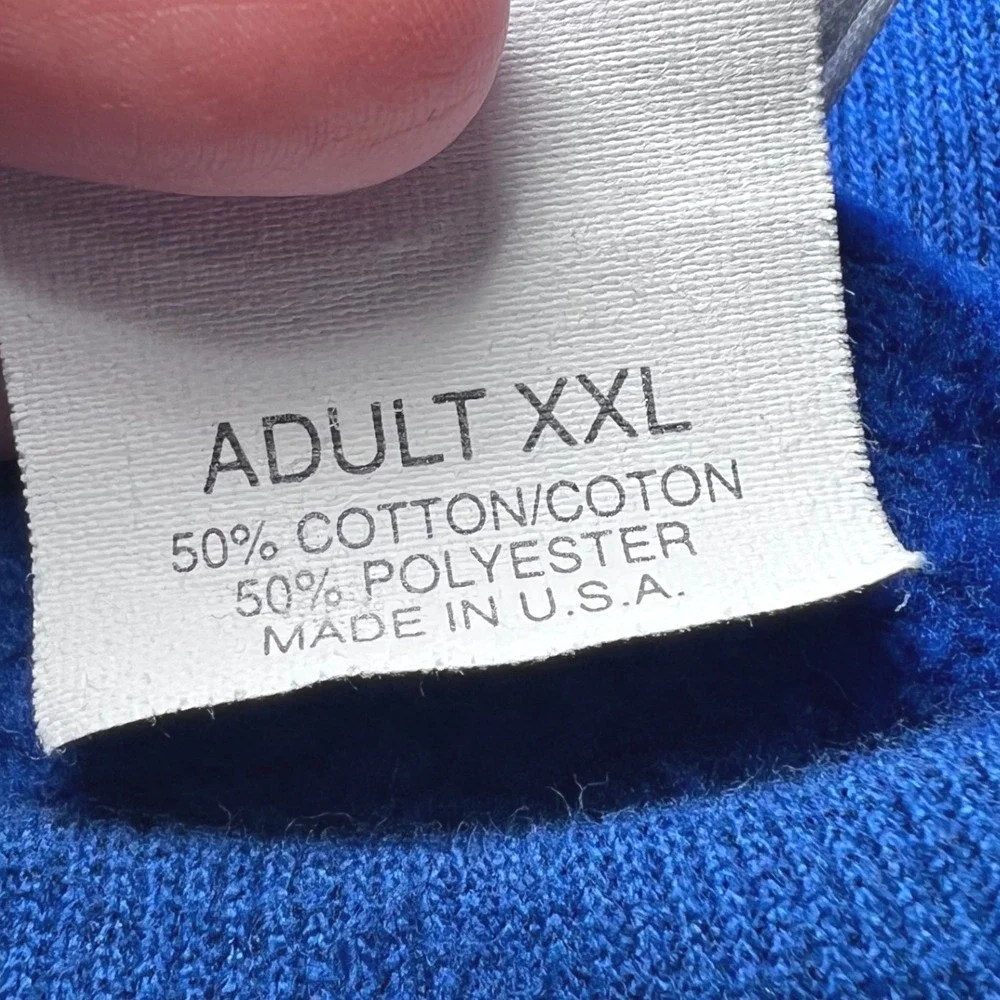 ADULT XXL
50% COTTON/COTON
50% POLYESTER
MADE IN U.S.A.